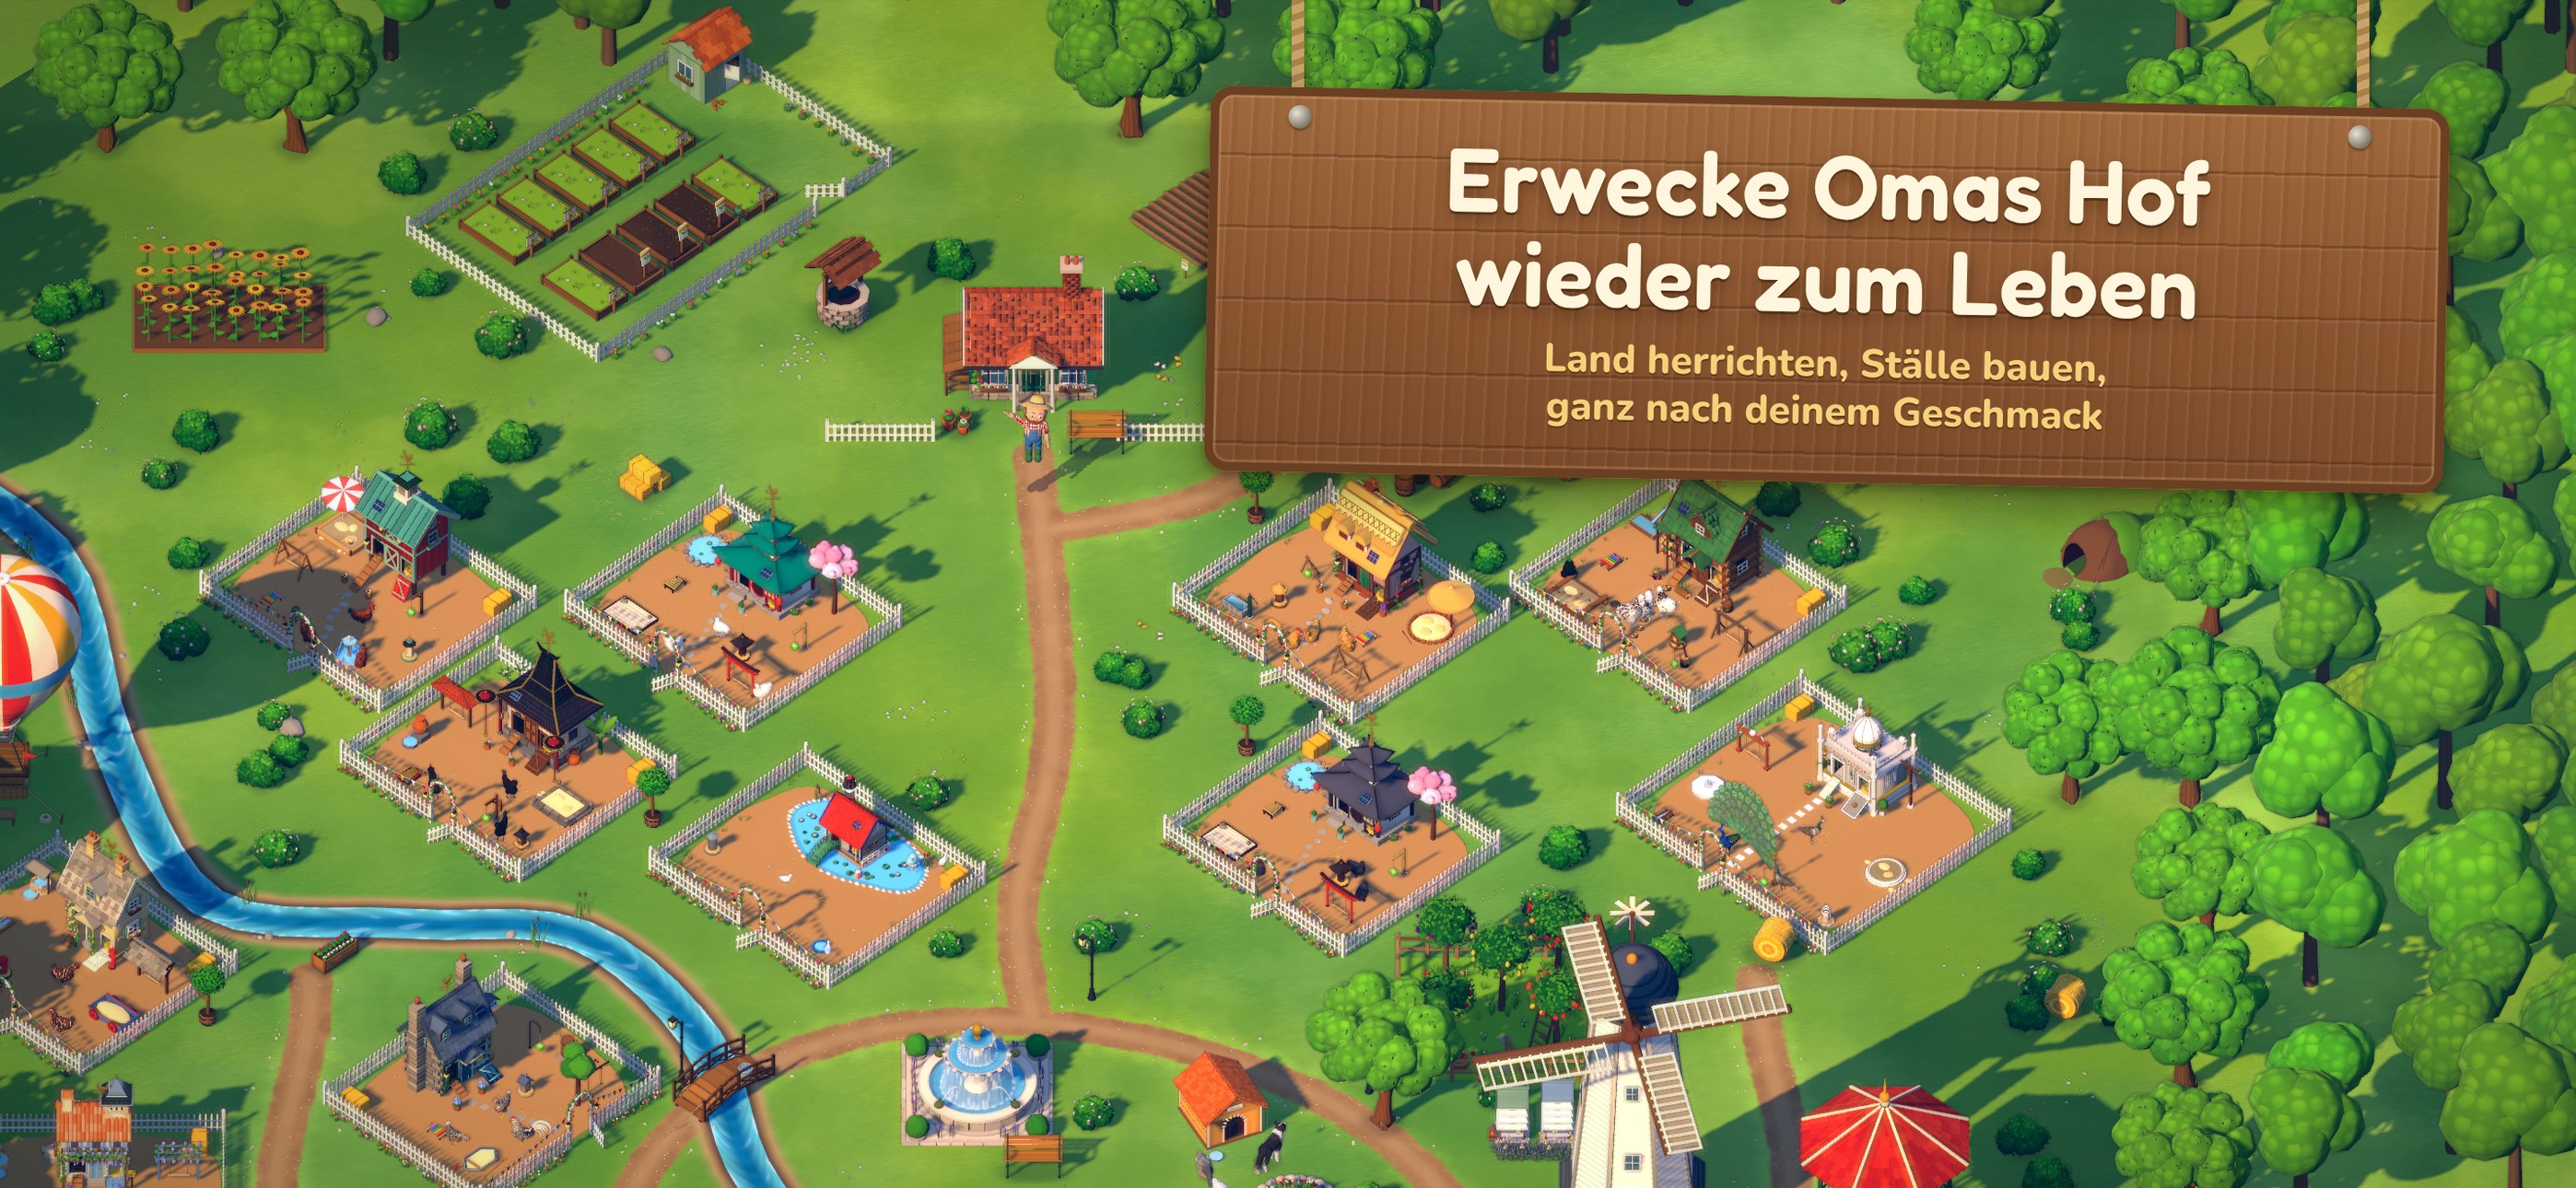 Erwecke Omas Hof
wieder zum Leben
Land herrichten, Ställe bauen,
ganz nach deinem Geschmack